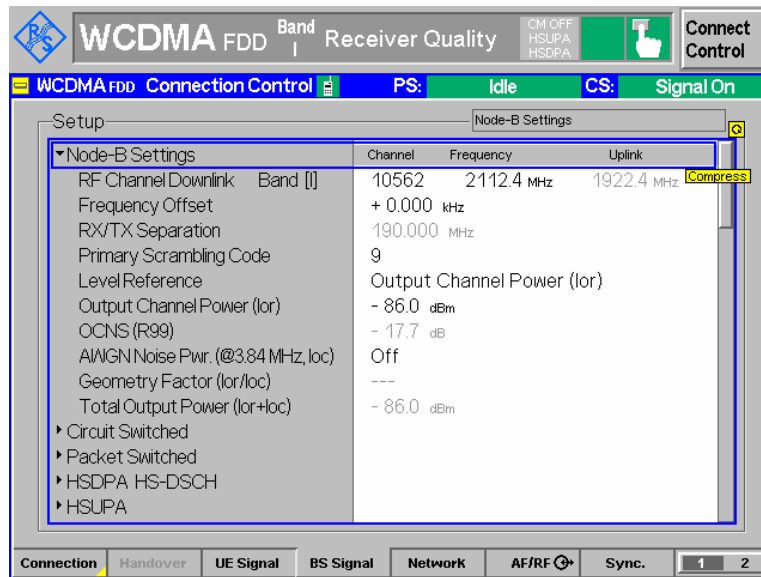 R&S WCDMA FDD Band I Receiver Quality CM OFF HSUPA HSDPA Connect Control
WCDMA FDD Connection Control PS: Idle CS: Signal On
Setup Node-B Settings
Node-B Settings Channel Frequency Uplink
RF Channel Downlink Band [I] 10562 2112.4 MHz 1922.4 MHz Compress
Frequency Offset + 0.000 kHz
RX/TX Separation 190.000 MHz
Primary Scrambling Code 9
Level Reference Output Channel Power (Ior)
Output Channel Power (Ior) - 86.0 dBm
OCNS (R99) - 17.7 dB
AWGN Noise Pwr. (@3.84 MHz, Ioc) Off
Geometry Factor (Ior/Ioc) ---
Total Output Power (Ior+Ioc) - 86.0 dBm
Circuit Switched
Packet Switched
HSDPA HS-DSCH
HSUPA
Connection Handover UE Signal BS Signal Network AF/RF Sync. 1 2